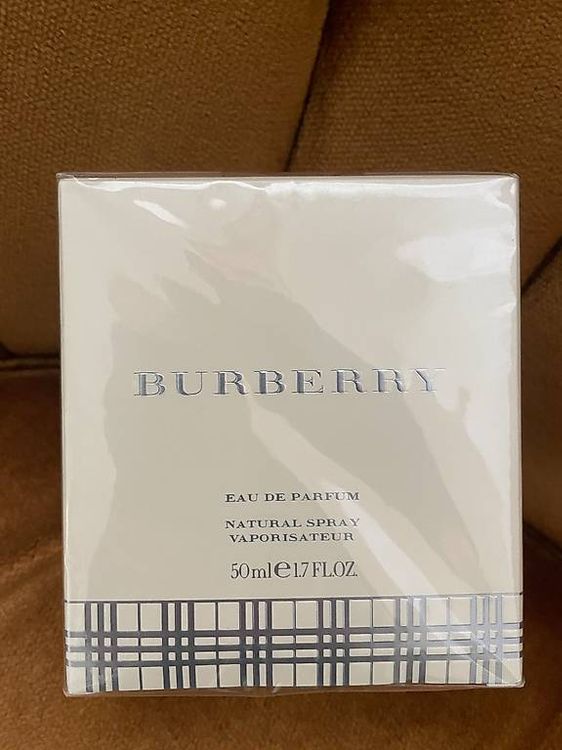 BURBERRY
EAU DE PARFUM
NATURAL SPRAY
VAPORISATEUR
50ml e 1.7 FL.OZ.